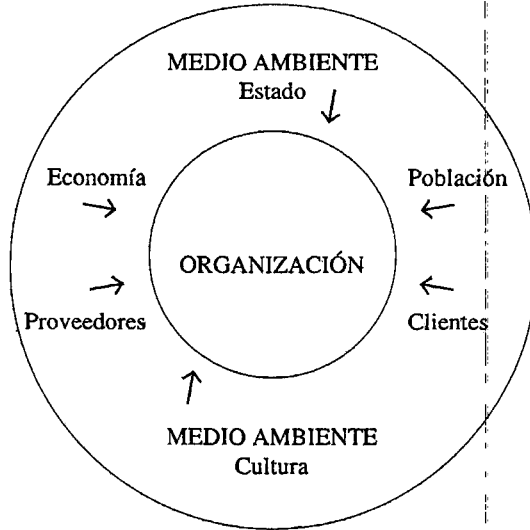 MEDIO AMBIENTE
Estado
Economía
Población
ORGANIZACIÓN
Proveedores
Clientes
MEDIO AMBIENTE
Cultura